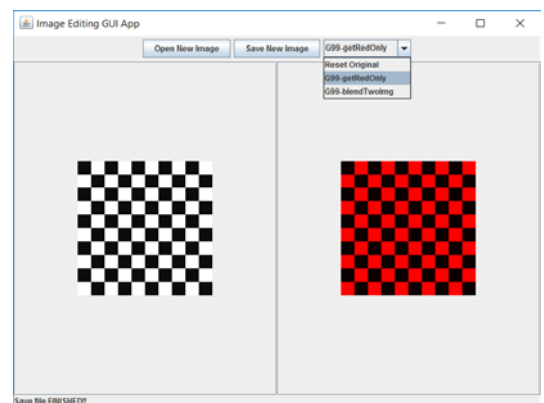 Image Editing GUI App
Open New Image Save New Image G99-getRedOnly
Reset Original
G99-getRedOnly
G99-blendTwoImg
Save file FINISHED!!